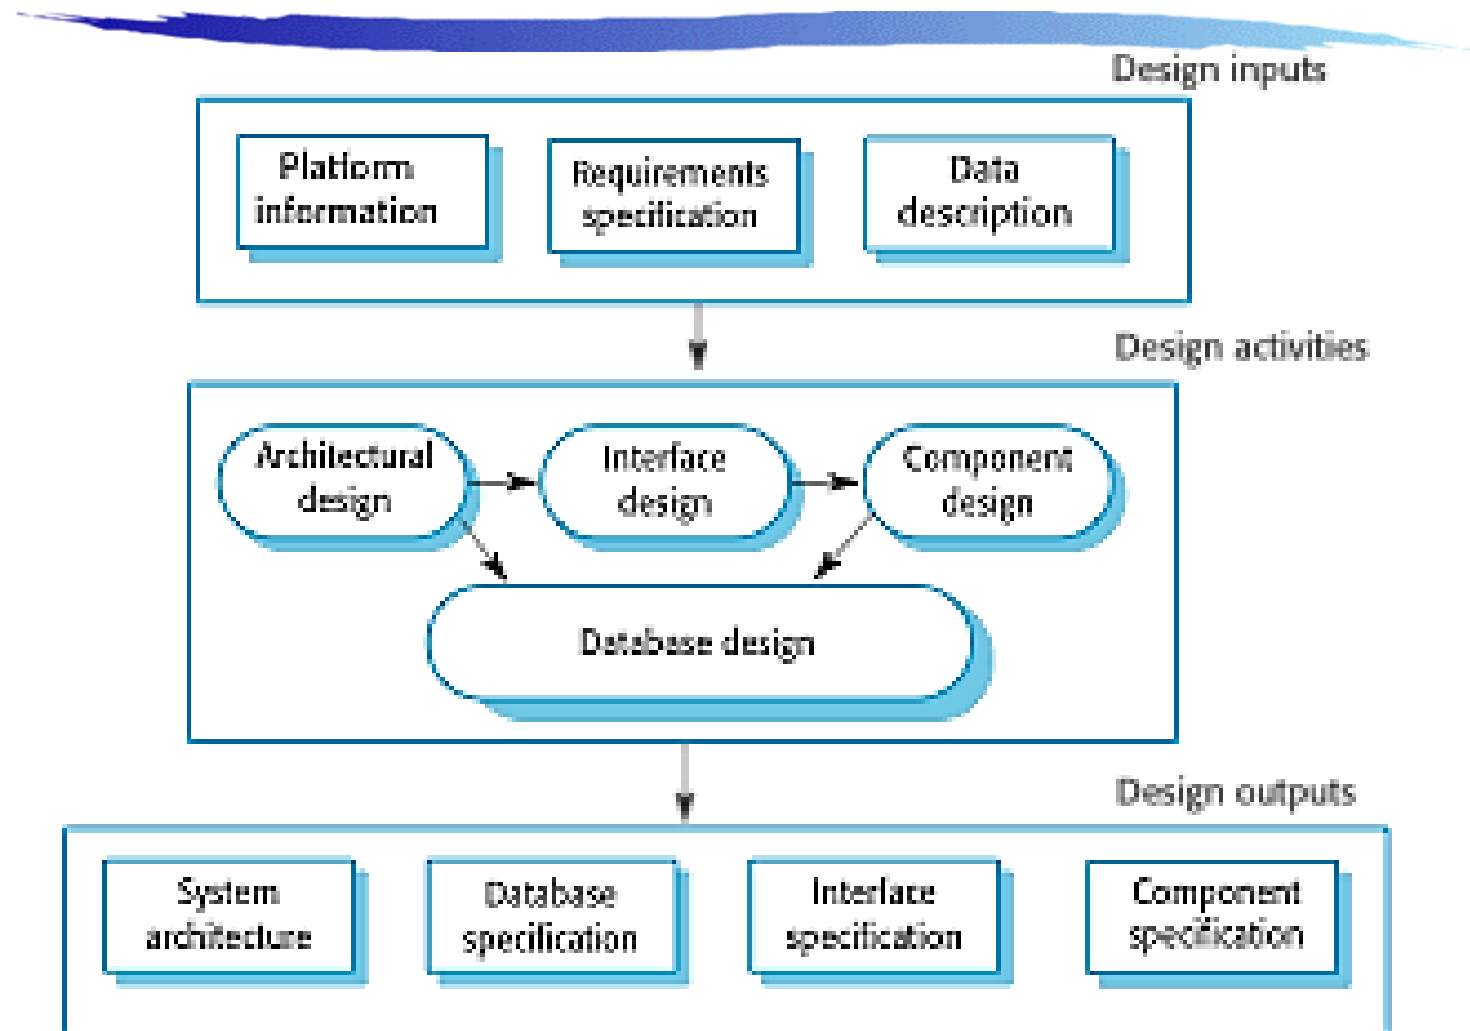 Design inputs
Platform
information
Requirements
specification
Data
description
Design activities
Architectural
design
Interface
design
Component
design
Database design
Design outputs
System
architecture
Database
specification
Interface
specification
Component
specification